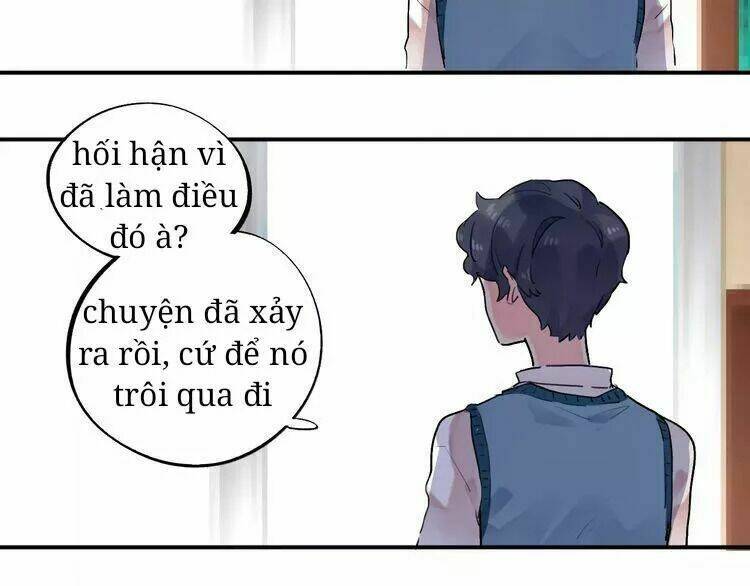 hối hận vì
đã làm điều
đó à?
chuyện đã xảy
ra rồi, cứ để nó
trôi qua đi